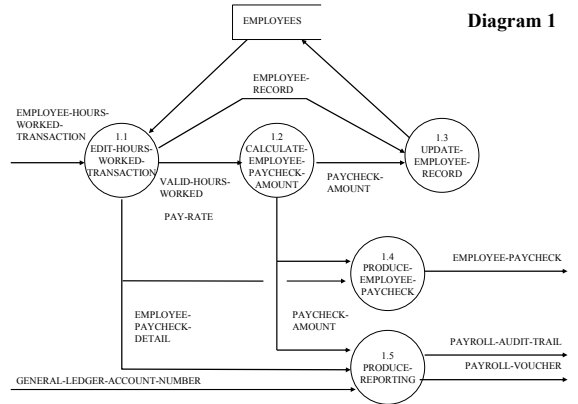 Diagram 1
EMPLOYEES
EMPLOYEE-
RECORD
EMPLOYEE-HOURS-
WORKED-
TRANSACTION
1.1
EDIT-HOURS-
WORKED-
TRANSACTION
1.2
CALCULATE-
EMPLOYEE-
PAYCHECK-
AMOUNT
1.3
UPDATE-
EMPLOYEE-
RECORD
VALID-HOURS-
WORKED
PAY-RATE
PAYCHECK-
AMOUNT
1.4
PRODUCE-
EMPLOYEE-
PAYCHECK
EMPLOYEE-PAYCHECK
EMPLOYEE-
PAYCHECK-
DETAIL
PAYCHECK-
AMOUNT
1.5
PRODUCE-
REPORTING
PAYROLL-AUDIT-TRAIL
PAYROLL-VOUCHER
GENERAL-LEDGER-ACCOUNT-NUMBER